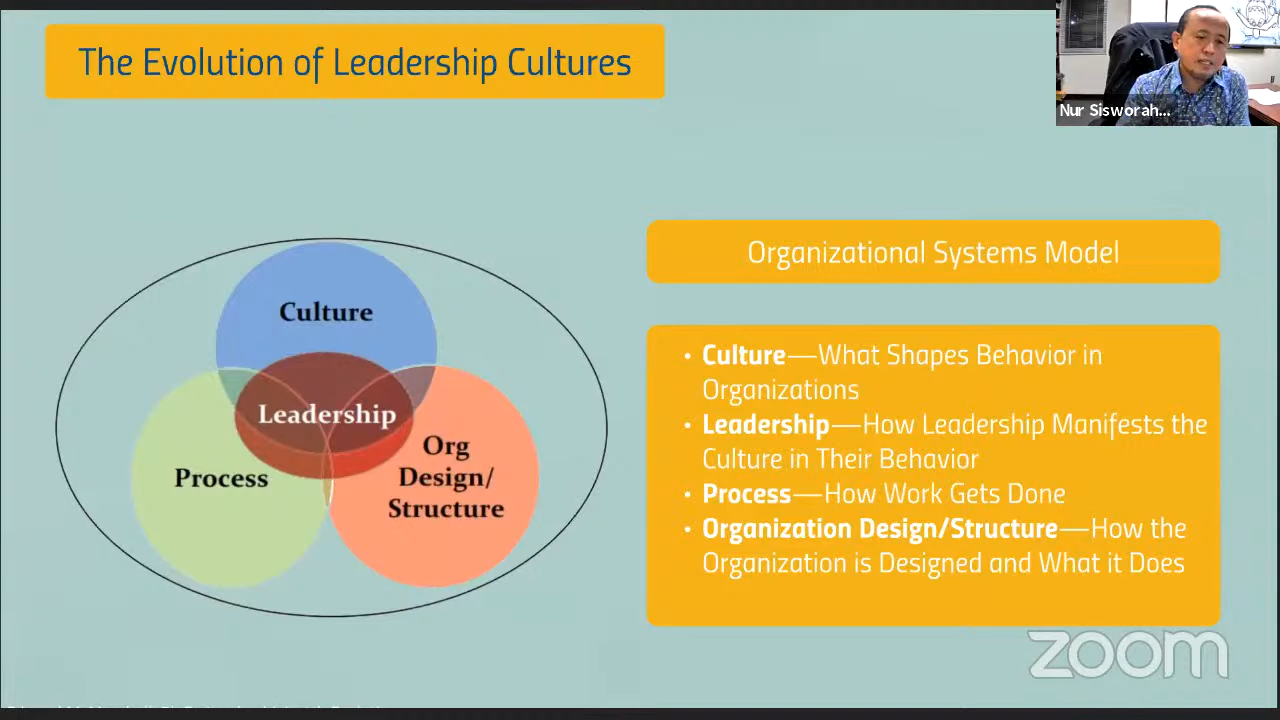 The Evolution of Leadership Cultures
Nur Sisworah...
Culture
Leadership
Process
Org
Design/
Structure
Organizational Systems Model
• Culture—What Shapes Behavior in
Organizations
• Leadership—How Leadership Manifests the
Culture in Their Behavior
• Process—How Work Gets Done
• Organization Design/Structure—How the
Organization is Designed and What it Does
zoom